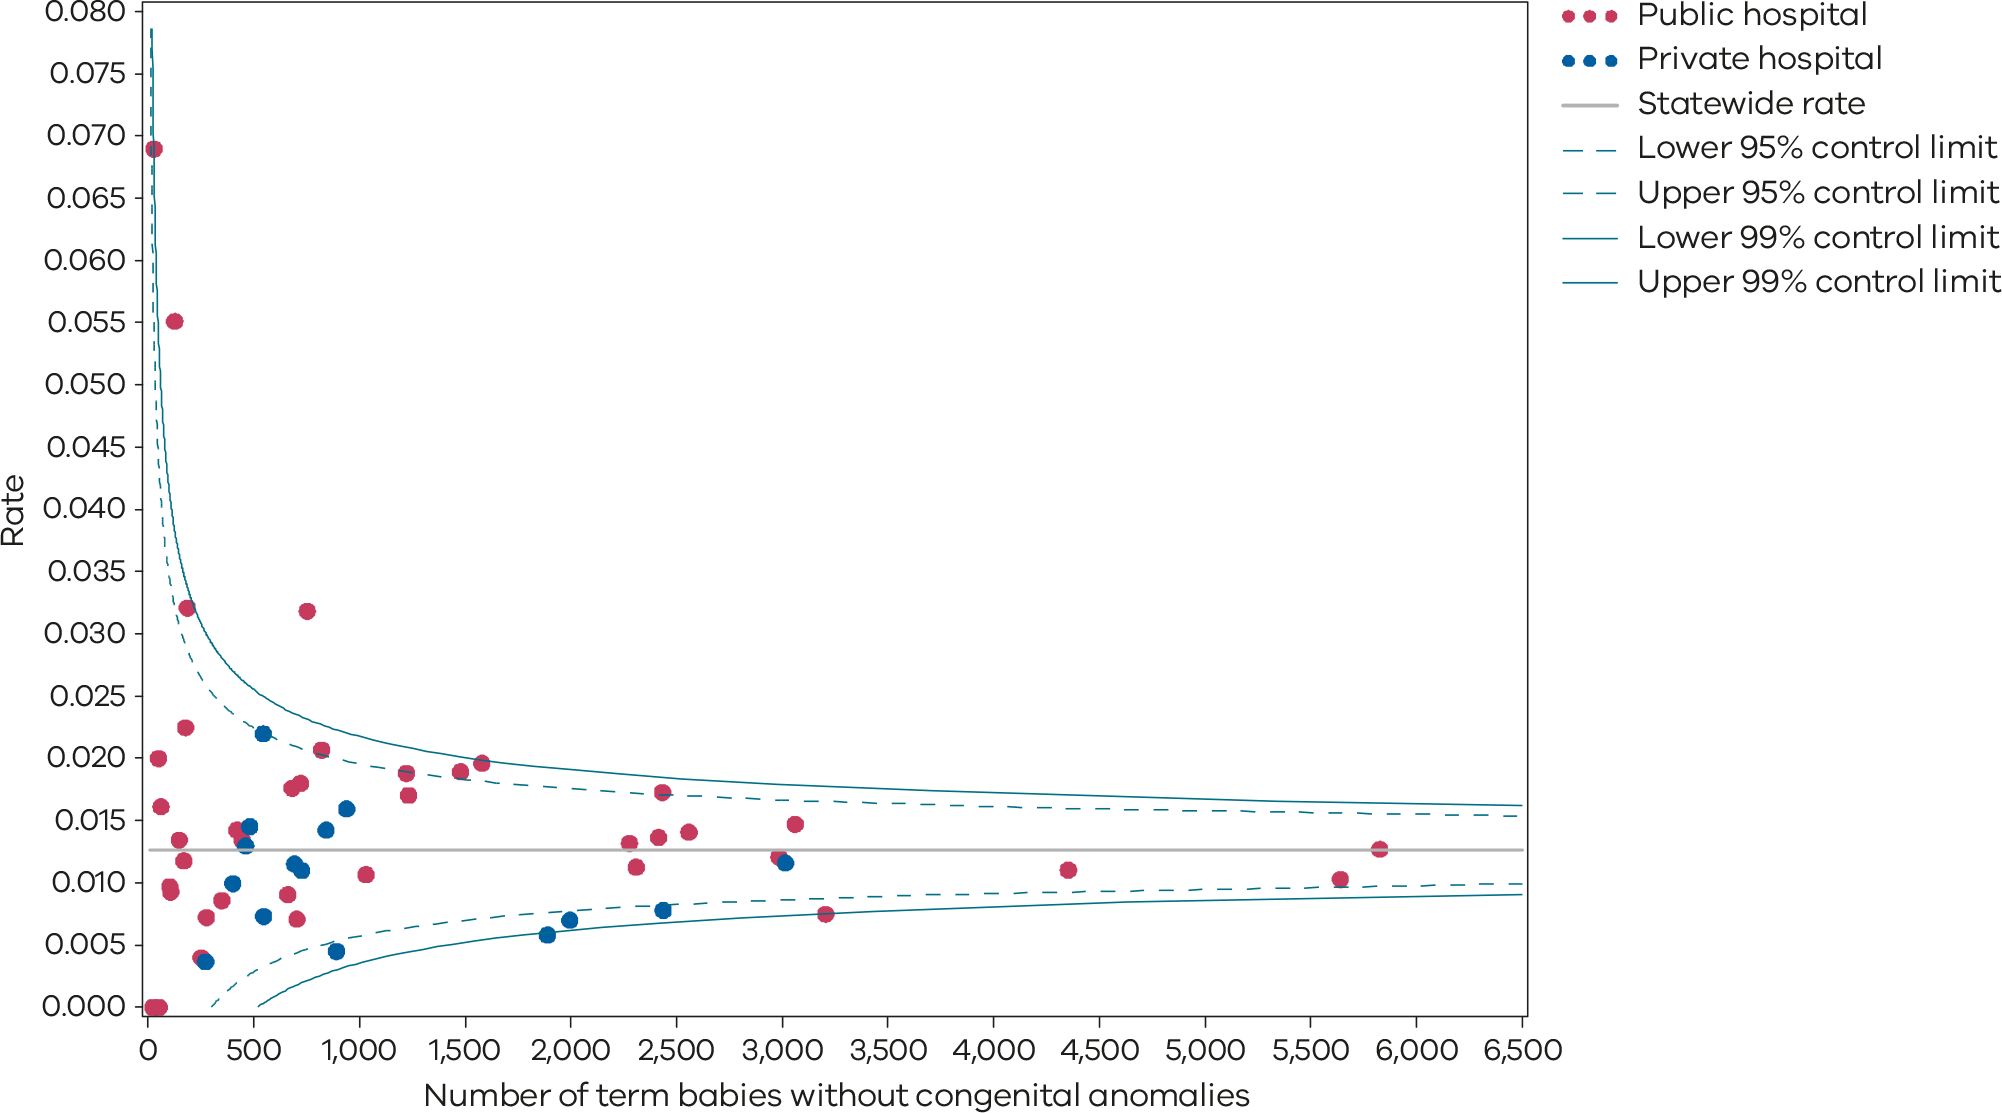 0.080
0.075
0.070
0.065
0.060
0.055
0.050
0.045
0.040
0.035
0.030
0.025
0.020
0.015
0.010
0.005
0.000
Rate
0 500 1,000 1,500 2,000 2,500 3,000 3,500 4,000 4,500 5,000 5,500 6,000 6,500
Number of term babies without congenital anomalies
Public hospital
Private hospital
Statewide rate
Lower 95% control limit
Upper 95% control limit
Lower 99% control limit
Upper 99% control limit